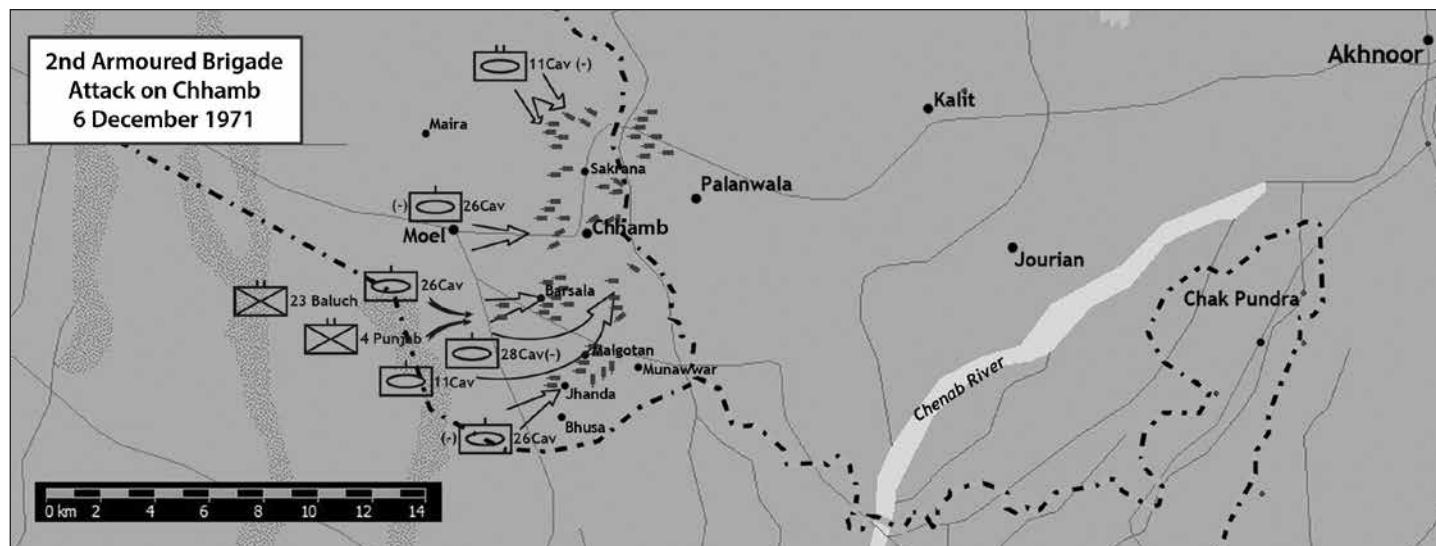 2nd Armoured Brigade
Attack on Chhamb
6 December 1971
11Cav (-)
Akhnoor
Kalit
Maira
Sakrana
Palanwala
(-) 26Cav
Moel
Chhamb
Jourian
26Cav
23 Baluch
Barsala
Chak Pundra
4 Punjab
28Cav(-)
Malgotan
11Cav
Munawwar
Jhanda
Chenab River
Bhusa
(-) 26Cav
0 km 2 4 6 8 10 12 14